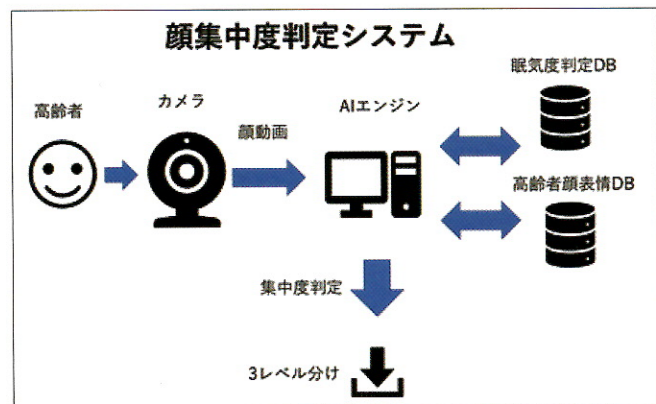 顔集中度判定システム
眠気度判定DB
高齢者
カメラ
顔動画
AIエンジン
高齢者顔表情DB
集中度判定
3レベル分け